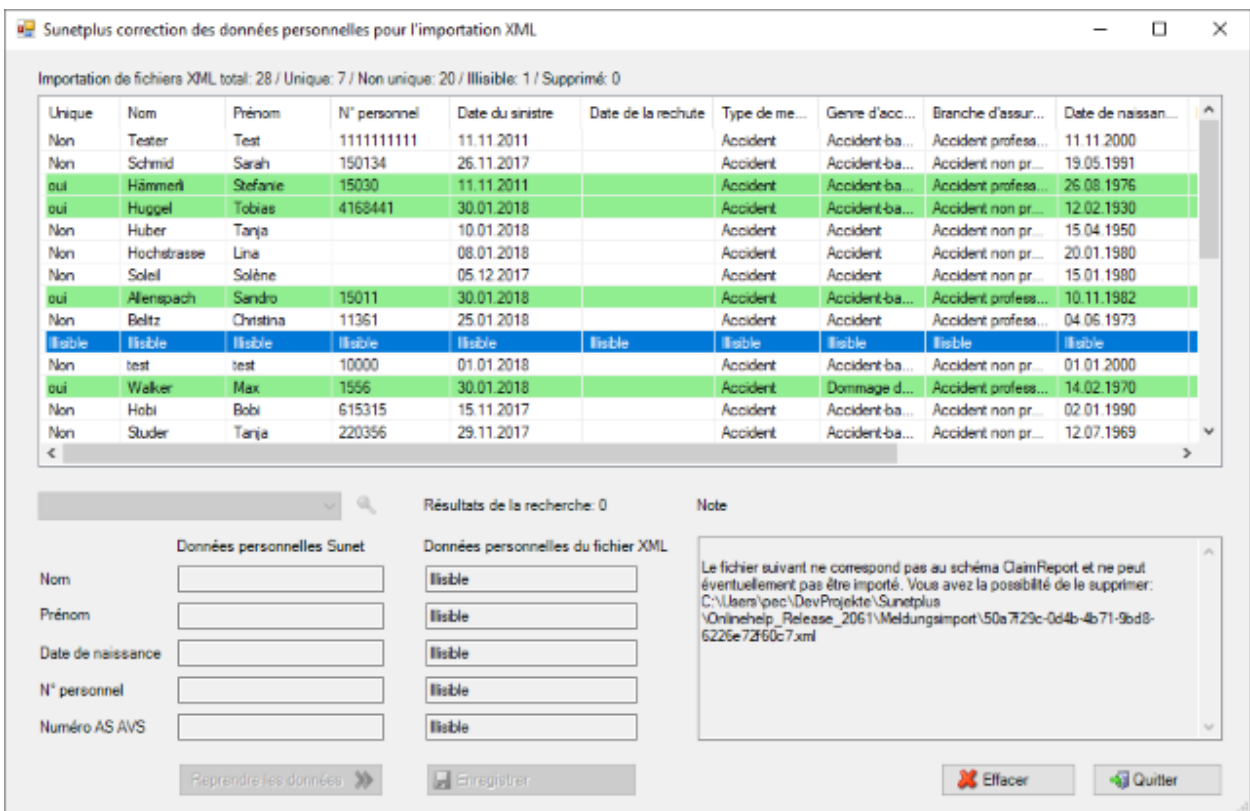 Sunetplus correction des données personnelles pour l'importation XML
Importation de fichiers XML total: 28 / Unique: 7 / Non unique: 20 / Illisible: 1 / Supprimé: 0
Unique Nom Prénom N° personnel Date du sinistre Date de la rechute Type de me... Genre d'acc... Branche d'assur... Date de naissan...
Non Tester Test 1111111111 11.11.2011 Accident Accident-ba... Accident profess... 11.11.2000
Non Schmid Sarah 150134 26.11.2017 Accident Accident-ba... Accident non pr... 19.05.1991
oui Hämmerli Stefanie 15030 11.11.2011 Accident Accident-ba... Accident profess... 26.08.1976
oui Huggel Tobias 4168441 30.01.2018 Accident Accident-ba... Accident non pr... 12.02.1930
Non Huber Tanja 10.01.2018 Accident Accident Accident non pr... 15.04.1950
Non Hochstrasse Lina 08.01.2018 Accident Accident Accident non pr... 20.01.1980
Non Soleil Solène 05.12.2017 Accident Accident Accident non pr... 15.01.1980
oui Allenspach Sandro 15011 30.01.2018 Accident Accident-ba... Accident profess... 10.11.1982
Non Belitz Christina 11361 25.01.2018 Accident Accident Accident profess... 04.06.1973
Illisible Illisible Illisible Illisible Illisible Illisible Illisible Illisible Illisible Illisible
Non test test 10000 01.01.2018 Accident Accident-ba... Accident non pr... 01.01.2000
oui Walker Max 1556 30.01.2018 Accident Dommage d... Accident profess... 14.02.1970
Non Hobi Bobi 615315 15.11.2017 Accident Accident-ba... Accident non pr... 02.01.1990
Non Studer Tanja 220356 29.11.2017 Accident Accident-ba... Accident non pr... 12.07.1969
Résultats de la recherche: 0 Note
Données personnelles Sunet Données personnelles du fichier XML
Nom Illisible
Prénom Illisible
Date de naissance Illisible
N° personnel Illisible
Numéro AS AVS Illisible
Le fichier suivant ne correspond pas au schéma ClaimReport et ne peut
éventuellement pas être importé. Vous avez la possibilité de le supprimer:
C:\Users\pec\DevProjekte\Sunetplus
\Onlinehelp_Release_2061\Meldungsimport\50a7f29c-0d4b-4b71-9bd8-
6226e72f60c7.xml
Reprendre les données Enregistrer Effacer Quitter